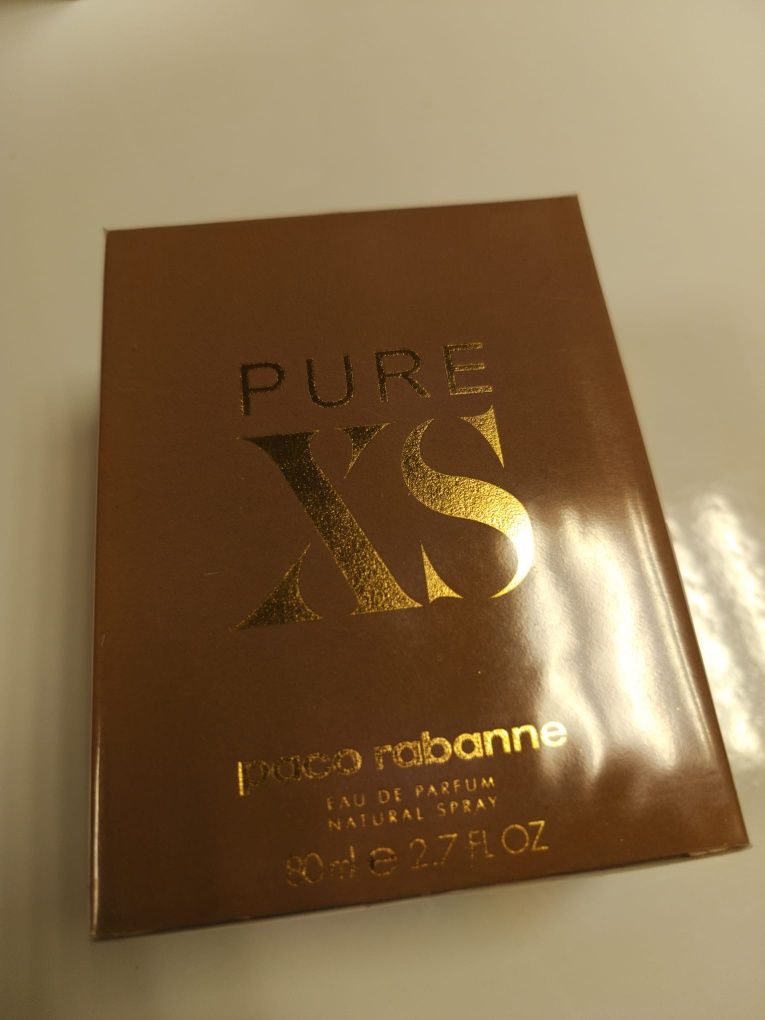 PURE
XS
paco rabanne
EAU DE PARFUM
NATURAL SPRAY
80 ml ℮ 2.7 FL OZ